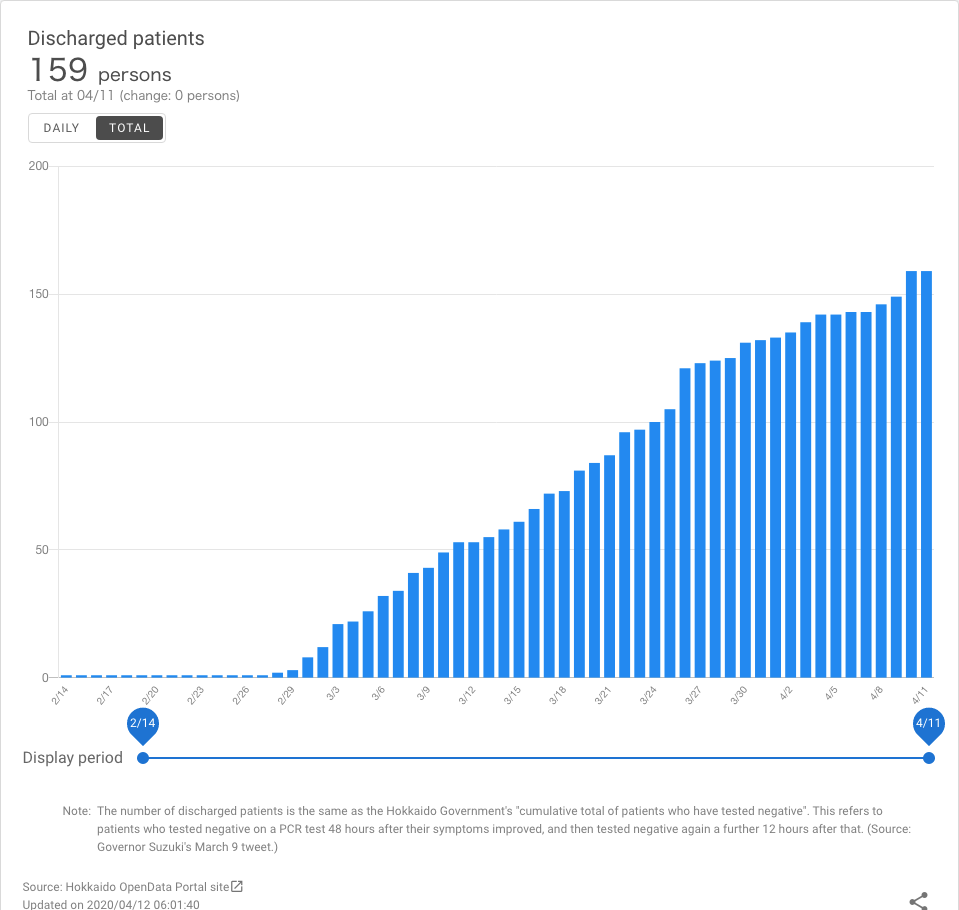 Discharged patients
159 persons
Total at 04/11 (change: 0 persons)
DAILY TOTAL
200
150
100
50
0
2/14 2/17 2/20 2/23 2/26 2/29 3/3 3/6 3/9 3/12 3/15 3/18 3/21 3/24 3/27 3/30 4/2 4/5 4/8 4/11
2/14 4/11
Display period
Note: The number of discharged patients is the same as the Hokkaido Government's "cumulative total of patients who have tested negative". This refers to
patients who tested negative on a PCR test 48 hours after their symptoms improved, and then tested negative again a further 12 hours after that. (Source:
Governor Suzuki's March 9 tweet.)
Source: Hokkaido OpenData Portal site
Updated on 2020/04/12 06:01:40